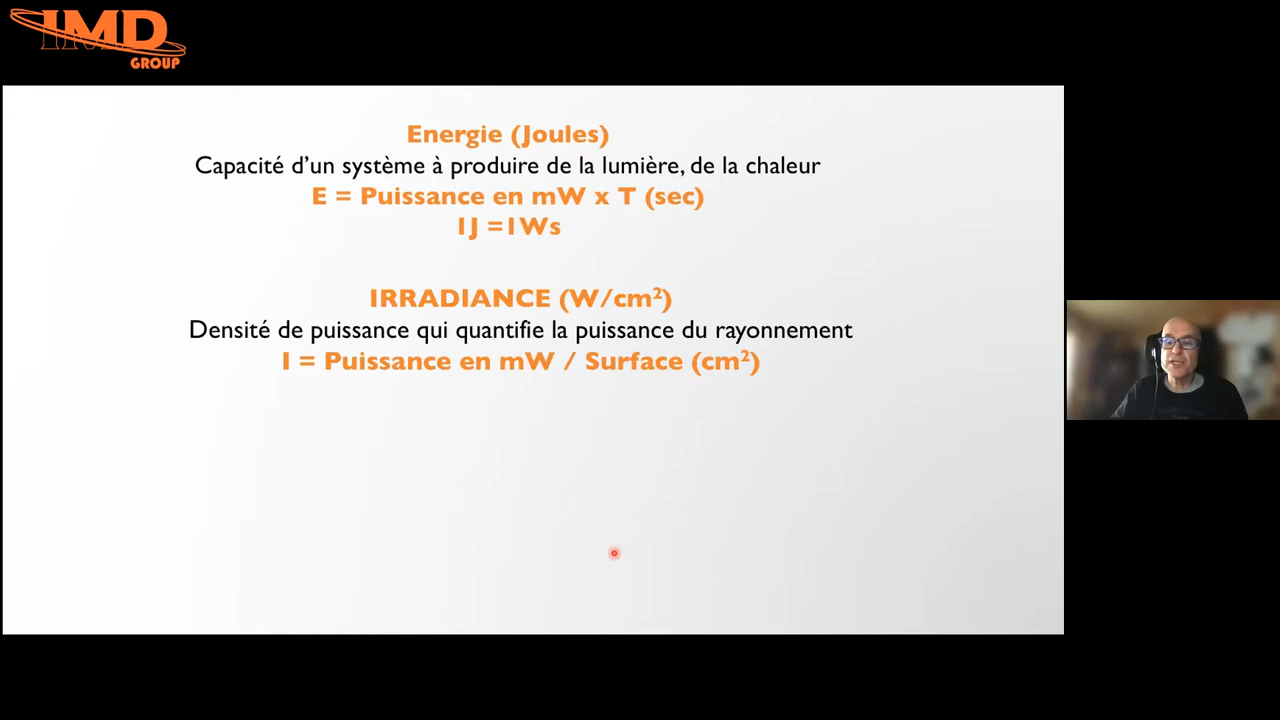 IMD
GROUP
Energie (Joules)
Capacité d’un système à produire de la lumière, de la chaleur
E = Puissance en mW x T (sec)
1J =1Ws
IRRADIANCE (W/cm²)
Densité de puissance qui quantifie la puissance du rayonnement
I = Puissance en mW / Surface (cm²)